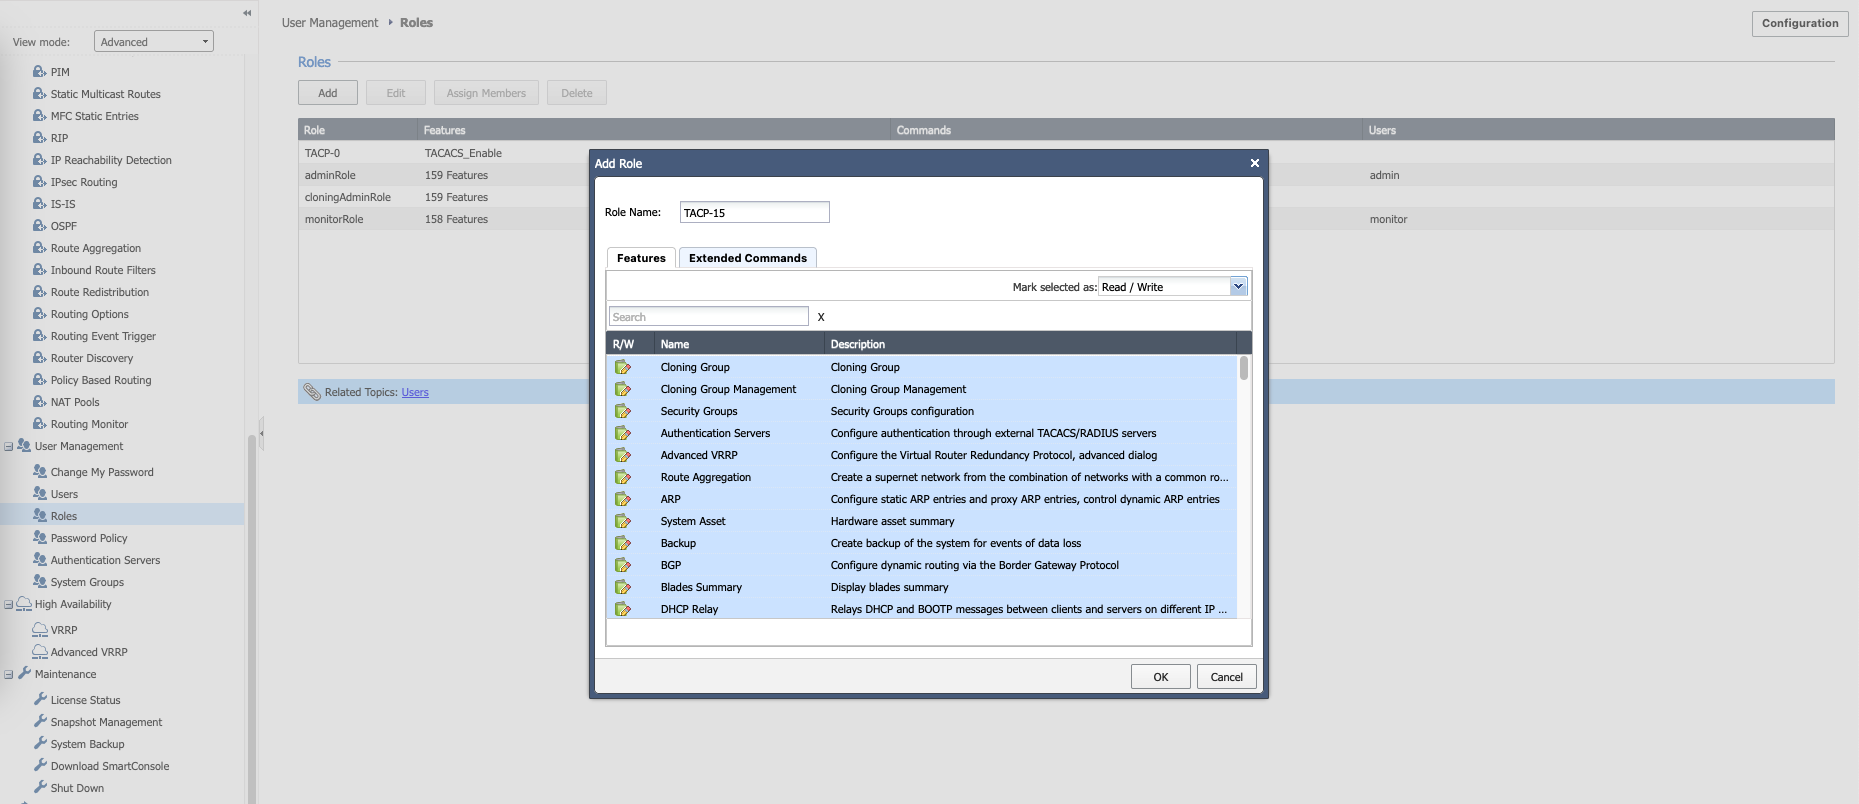 View mode:
Advanced
PIM
Static Multicast Routes
MFC Static Entries
RIP
IP Reachability Detection
IPsec Routing
IS-IS
OSPF
Route Aggregation
Inbound Route Filters
Route Redistribution
Routing Options
Routing Event Trigger
Router Discovery
Policy Based Routing
NAT Pools
Routing Monitor
User Management
Change My Password
Users
Roles
Password Policy
Authentication Servers
System Groups
High Availability
VRRP
Advanced VRRP
Maintenance
License Status
Snapshot Management
System Backup
Download SmartConsole
Shut Down
User Management Roles
Configuration
Roles
Add Edit Assign Members Delete
Role Features Commands Users
TACP-0 TACACS_Enable
adminRole 159 Features admin
cloningAdminRole 159 Features
monitorRole 158 Features monitor
Related Topics: Users
Add Role
Role Name: TACP-15
Features Extended Commands
Mark selected as: Read / Write
Search X
R/W Name Description
Cloning Group Cloning Group
Cloning Group Management Cloning Group Management
Security Groups Security Groups configuration
Authentication Servers Configure authentication through external TACACS/RADIUS servers
Advanced VRRP Configure the Virtual Router Redundancy Protocol, advanced dialog
Route Aggregation Create a supernet network from the combination of networks with a common ro...
ARP Configure static ARP entries and proxy ARP entries, control dynamic ARP entries
System Asset Hardware asset summary
Backup Create backup of the system for events of data loss
BGP Configure dynamic routing via the Border Gateway Protocol
Blades Summary Display blades summary
DHCP Relay Relays DHCP and BOOTP messages between clients and servers on different IP ...
OK Cancel